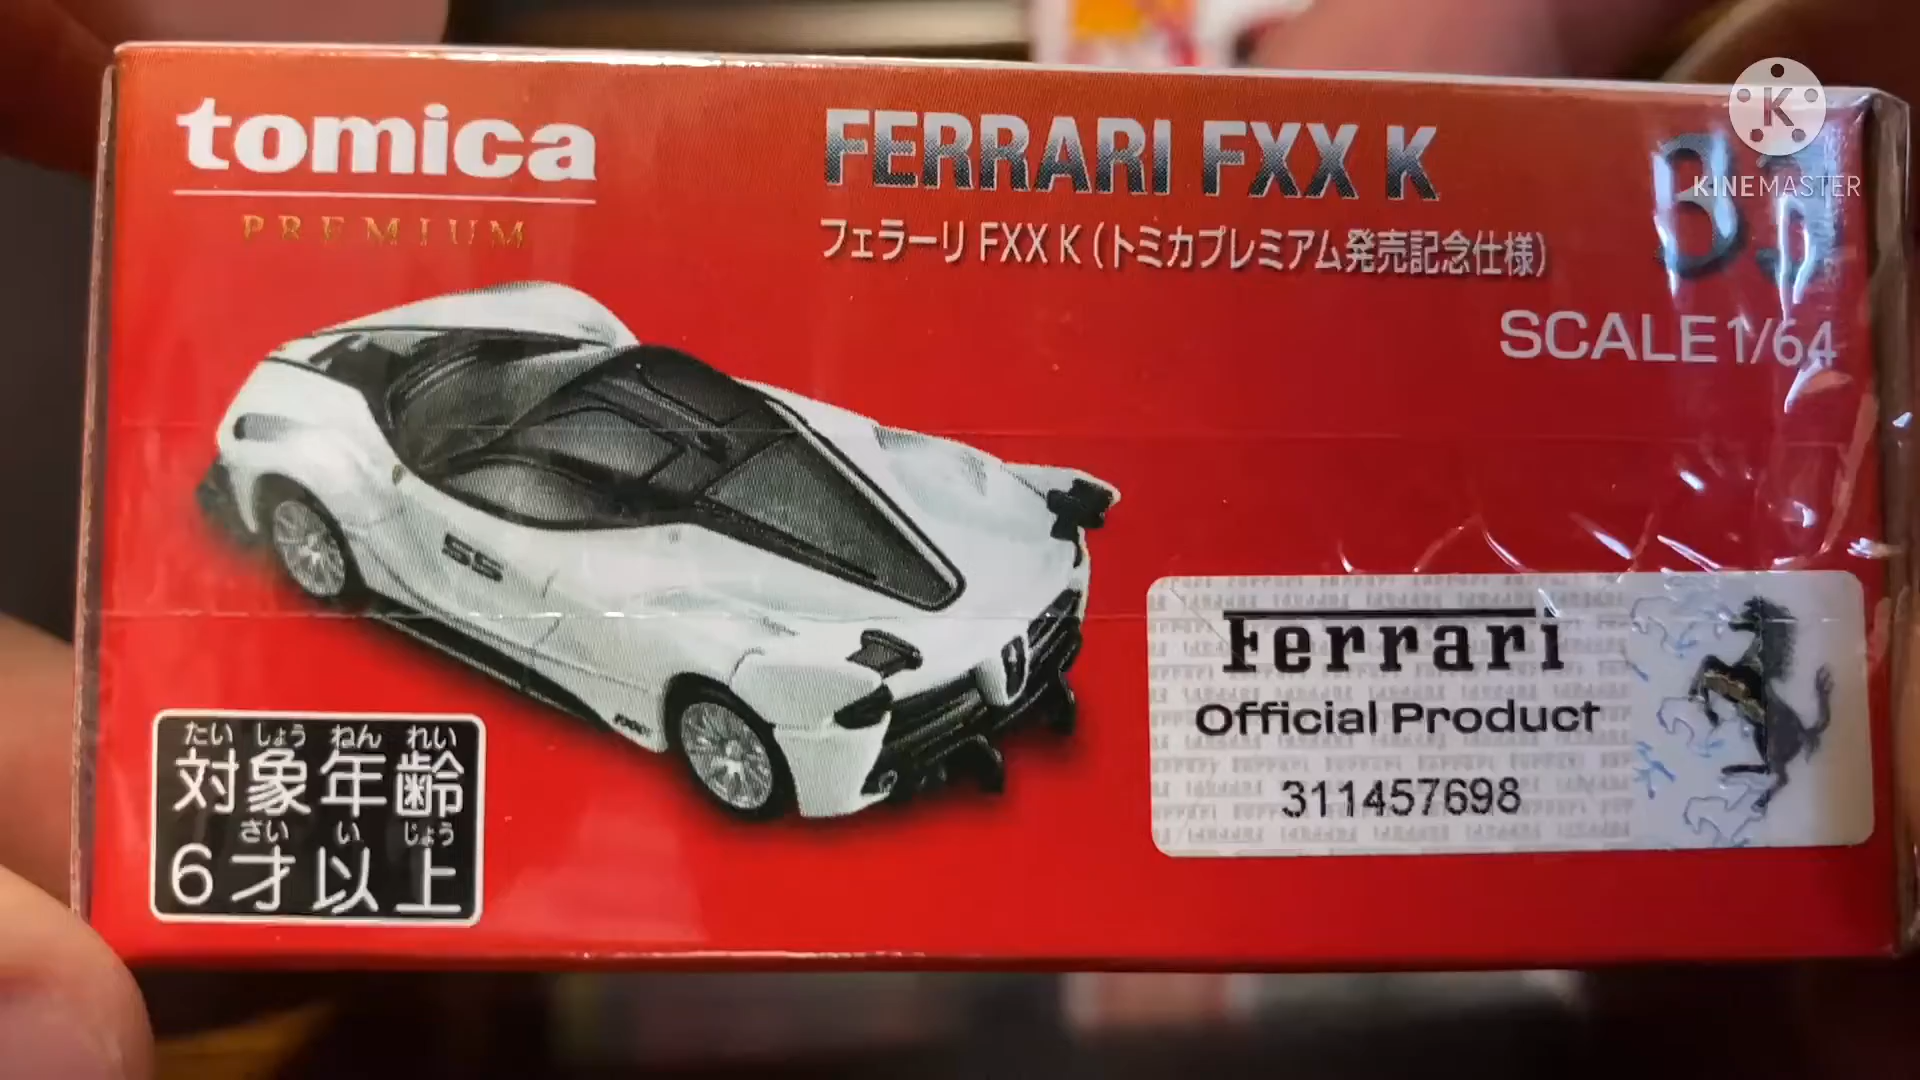 tomica
PREMIUM
FERRARI FXX K
フェラーリ FXX K (トミカプレミアム発売記念仕様)
KINEMASTER
SCALE 1/64
55
Ferrari
Official Product
311457698
たいしょうねんれい
対象年齢
さいいじょう
6才以上